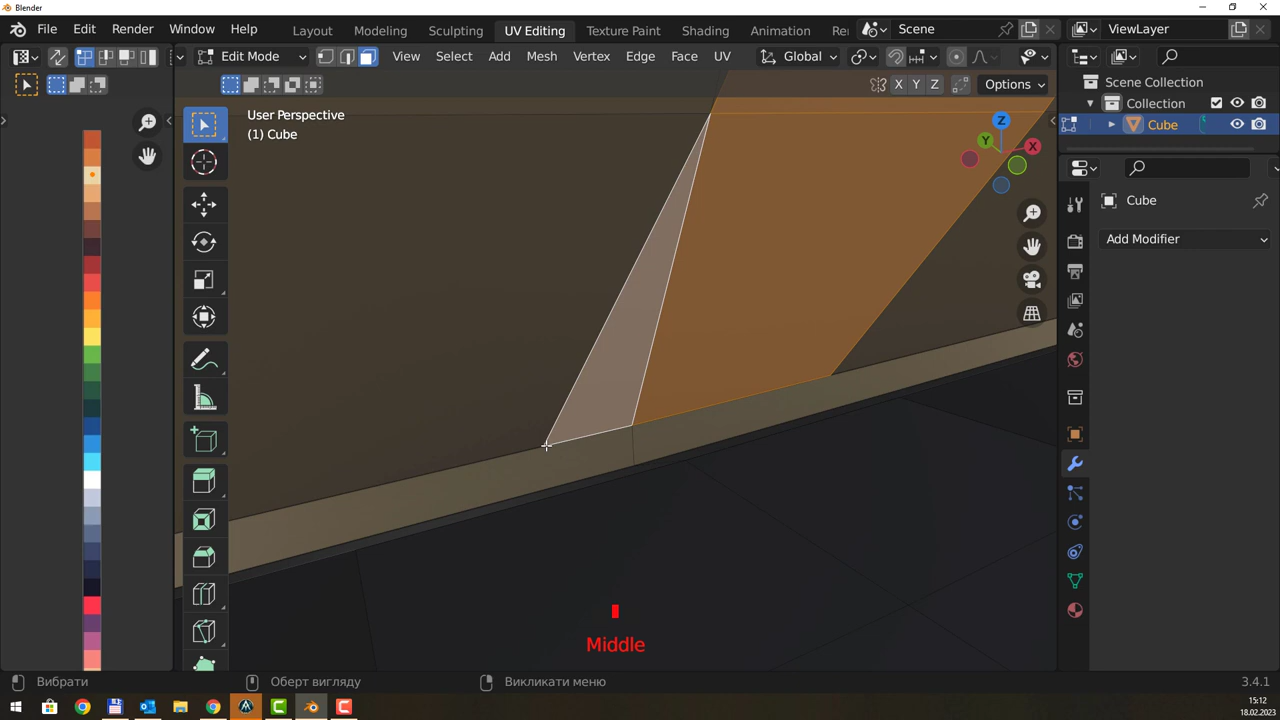 Blender
File Edit Render Window Help
Layout Modeling Sculpting UV Editing Texture Paint Shading Animation Re
Scene
ViewLayer
Edit Mode
View Select Add Mesh Vertex Edge Face UV
Global
X Y Z Options
User Perspective
(1) Cube
Z
Y
X
Scene Collection
Collection
Cube
Cube
Add Modifier
Middle
Вибрати
Оберт вигляду
Викликати меню
3.4.1
15:12
18.02.2023